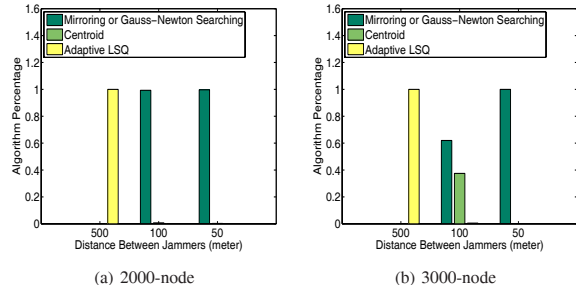 Mirroring or Gauss−Newton Searching
Centroid
Adaptive LSQ
Algorithm Percentage
1.6
1.4
1.2
1
0.8
0.6
0.4
0.2
0
500 100 50
Distance Between Jammers (meter)
(a) 2000-node
Mirroring or Gauss−Newton Searching
Centroid
Adaptive LSQ
Algorithm Percentage
1.6
1.4
1.2
1
0.8
0.6
0.4
0.2
0
500 100 50
Distance Between Jammers (meter)
(b) 3000-node